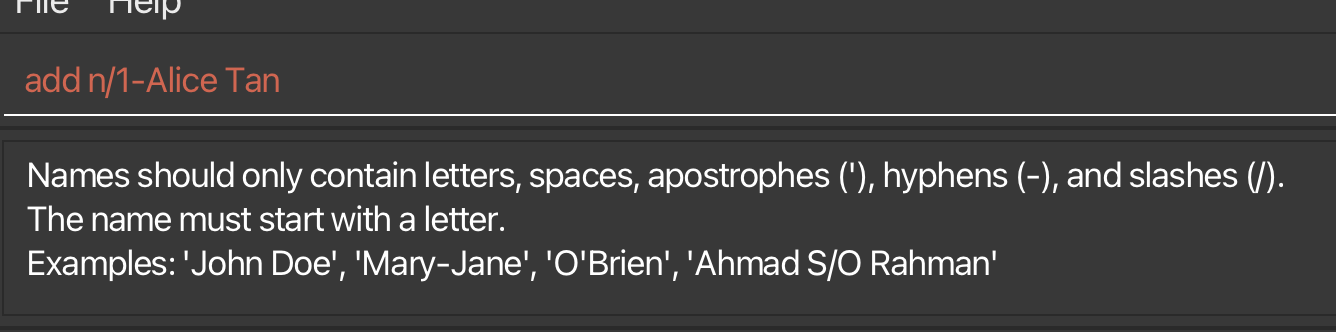 File Help
add n/1-Alice Tan
Names should only contain letters, spaces, apostrophes ('), hyphens (-), and slashes (/).
The name must start with a letter.
Examples: 'John Doe', 'Mary-Jane', 'O'Brien', 'Ahmad S/O Rahman'